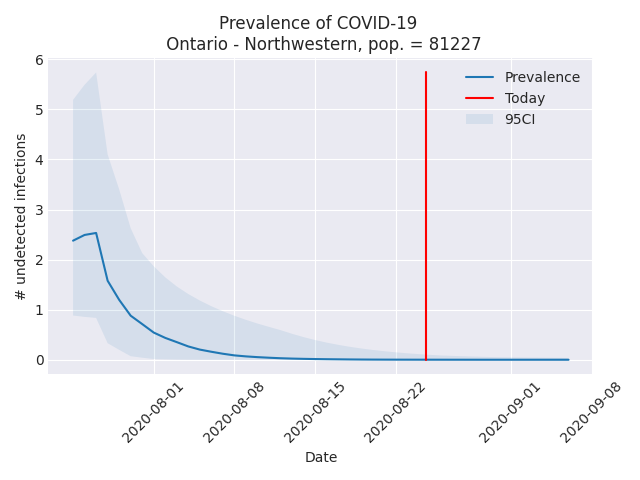 Prevalence of COVID-19
Ontario - Northwestern, pop. = 81227
6
5
4
3
2
1
0
# undetected infections
Prevalence
Today
95CI
2020-08-01
2020-08-08
2020-08-15
2020-08-22
2020-09-01
2020-09-08
Date